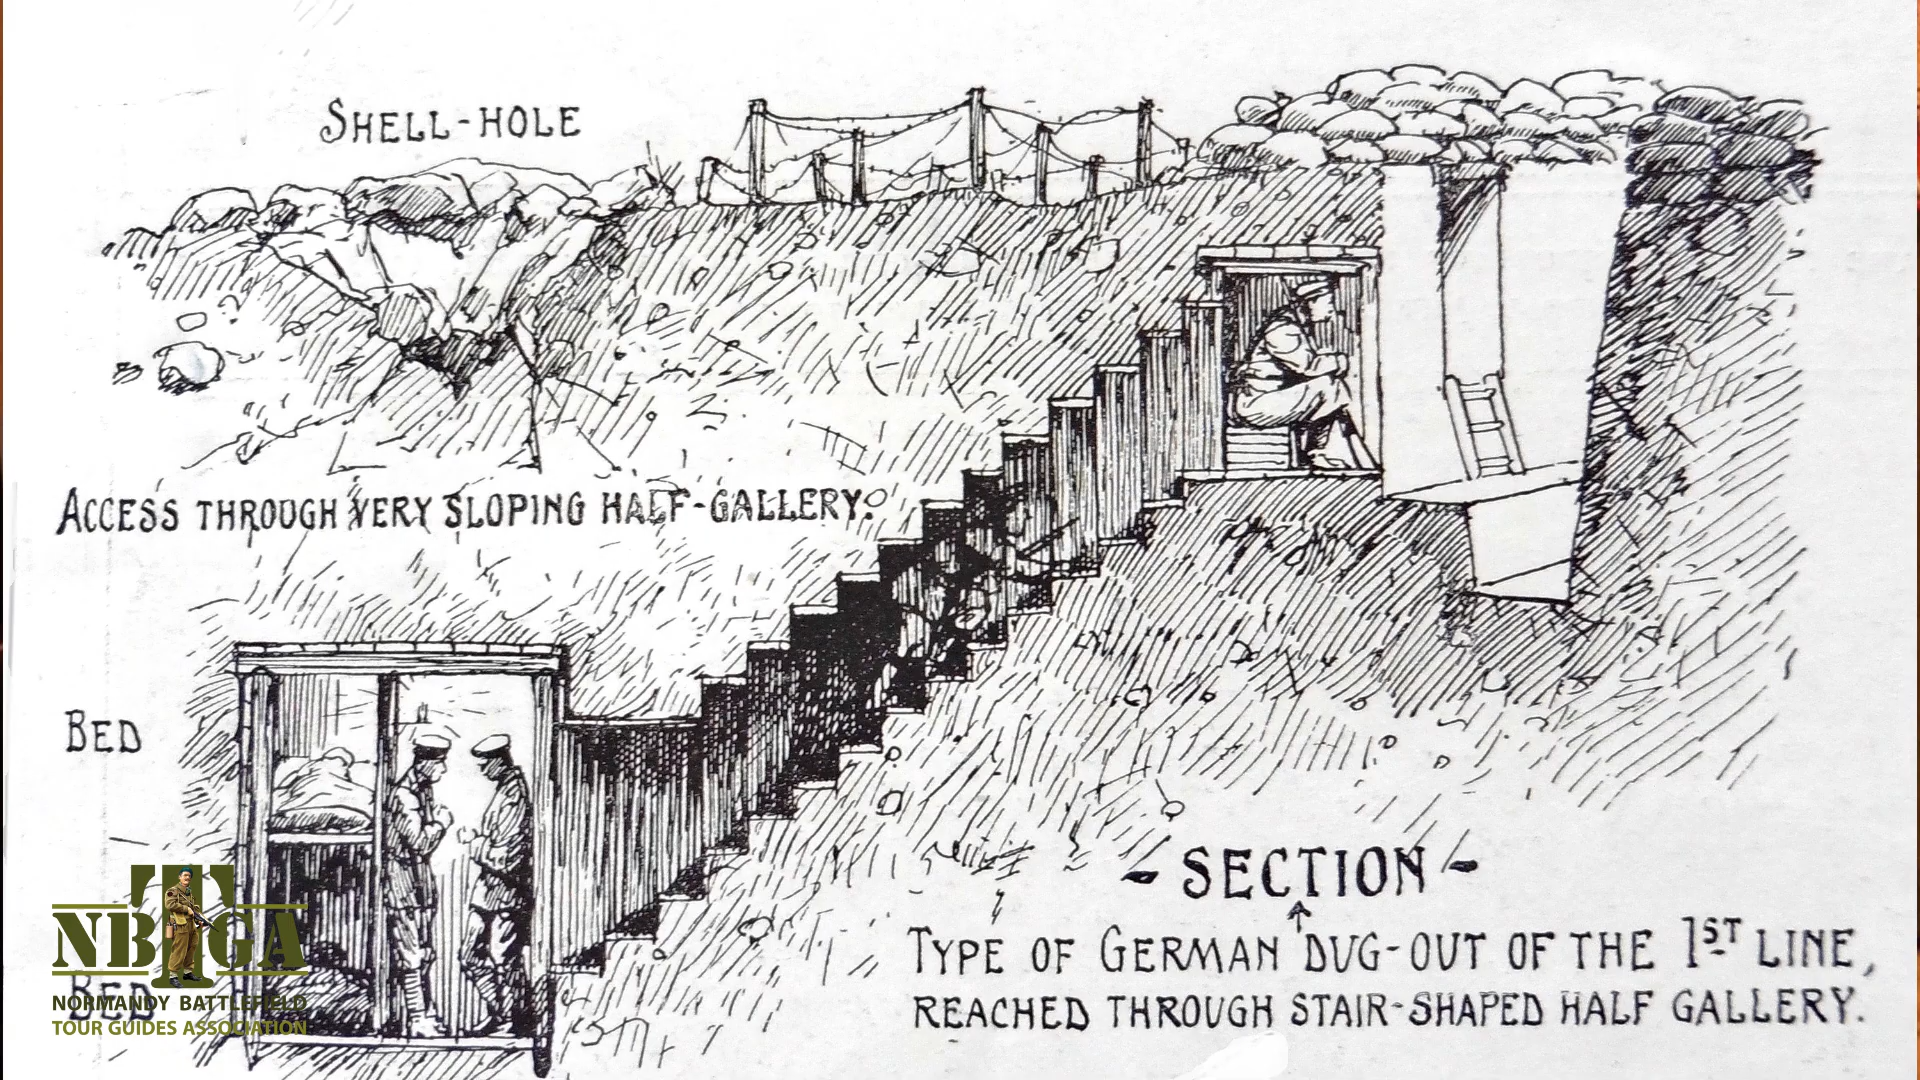 SHELL-HOLE
ACCESS THROUGH VERY SLOPING HALF-GALLERY.
BED
BED
- SECTION -
TYPE OF GERMAN DUG-OUT OF THE 1ST LINE,
REACHED THROUGH STAIR-SHAPED HALF GALLERY.
NBTGA
NORMANDY BATTLEFIELD
TOUR GUIDES ASSOCIATION